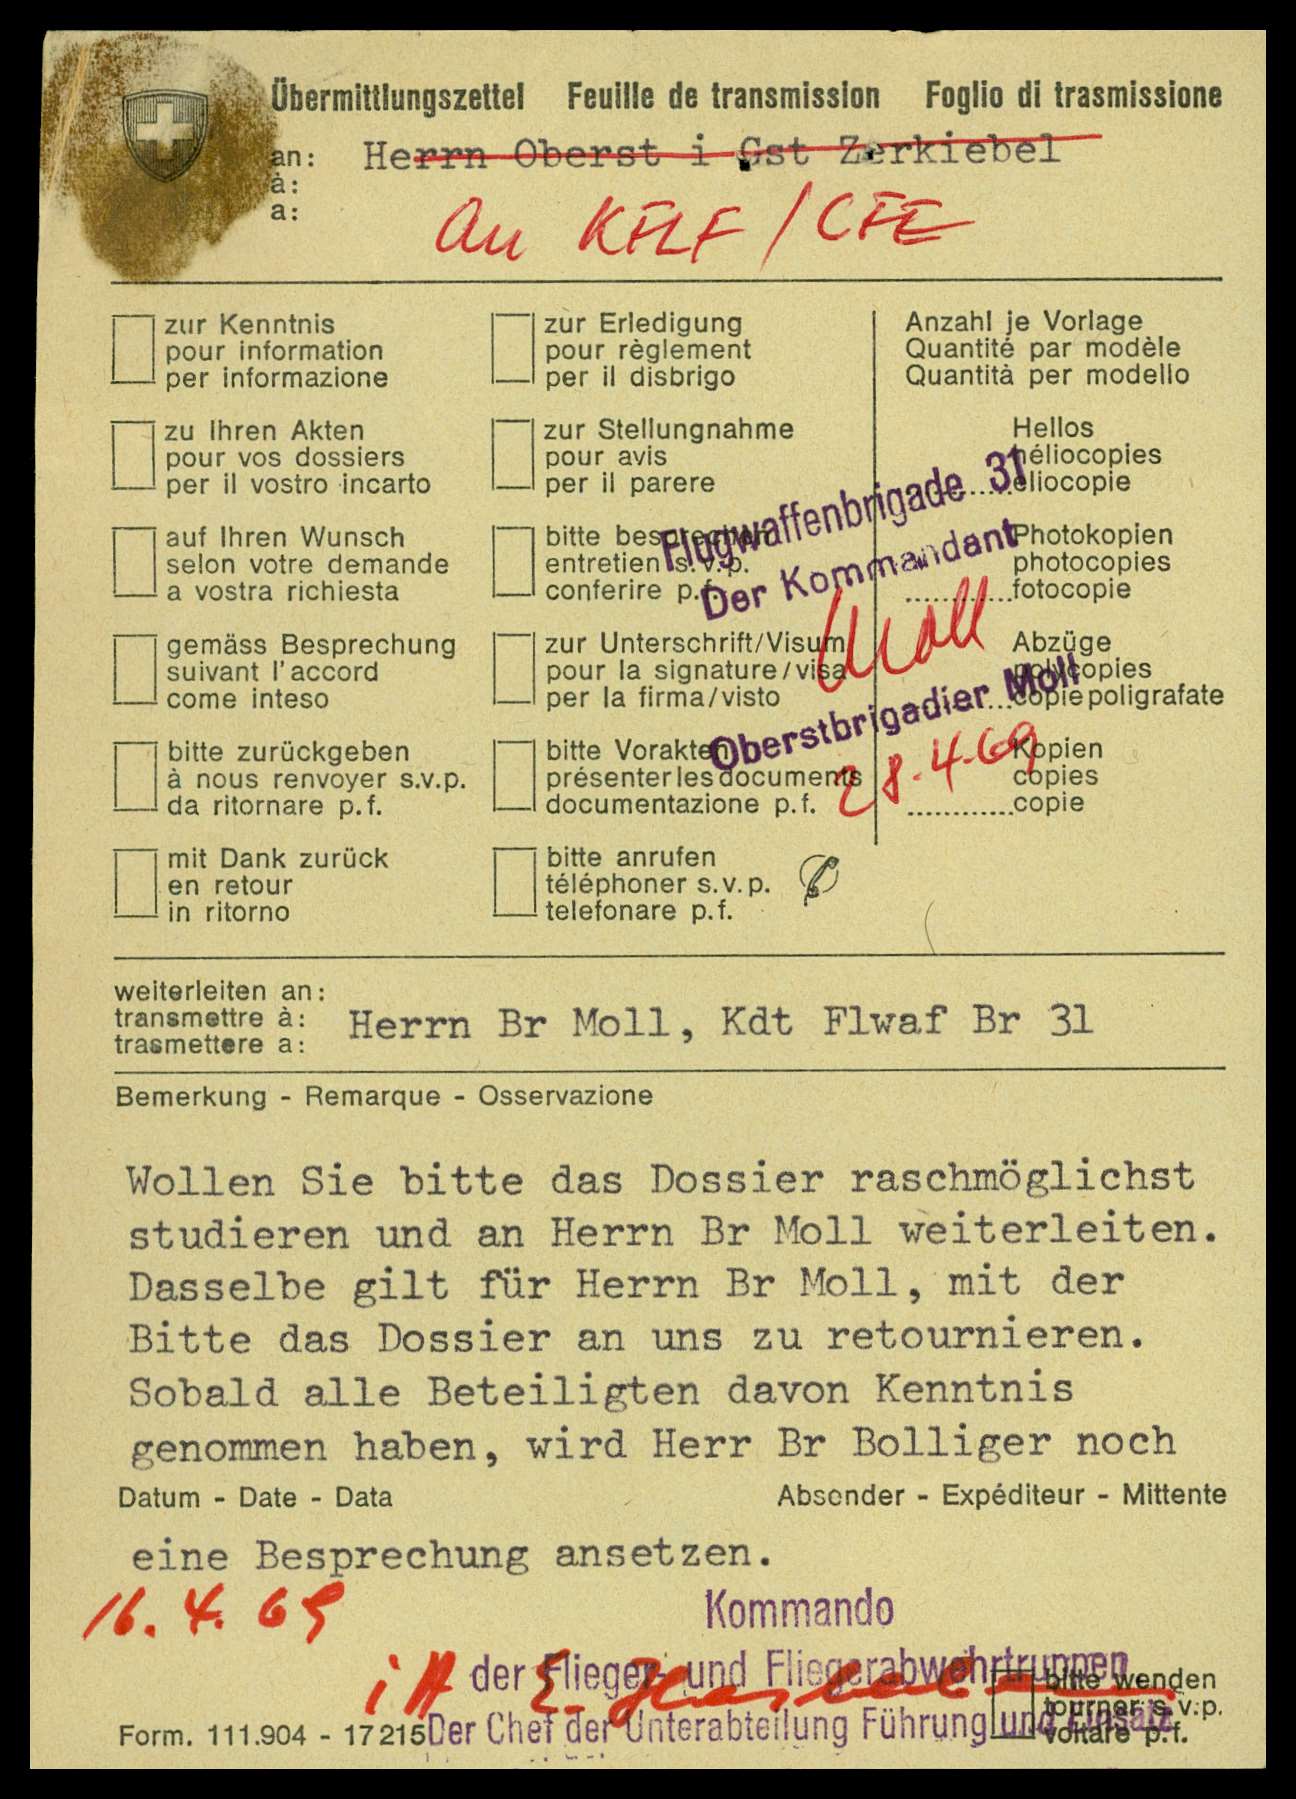 Übermittlungszettel Feuille de transmission Foglio di trasmissione
an: Herrn Oberst i Gst Zerkiebel
à:
a:
an KFLF / CFE
zur Kenntnis
pour information
per informazione
zur Erledigung
pour règlement
per il disbrigo
Anzahl je Vorlage
Quantité par modèle
Quantità per modello
zu Ihren Akten
pour vos dossiers
per il vostro incarto
zur Stellungnahme
pour avis
per il parere
Helios
héliocopies
eliocopie
auf Ihren Wunsch
selon votre demande
a vostra richiesta
bitte besprechen
entretien s.v.p.
conferire p.f.
Photokopien
photocopies
fotocopie
gemäss Besprechung
suivant l'accord
come inteso
zur Unterschrift/Visum
pour la signature/visa
per la firma/visto
Abzüge
polycopies
copie poligrafate
bitte zurückgeben
à nous renvoyer s.v.p.
da ritornare p.f.
bitte Vorakten
présenter les documents
documentazione p.f.
Kopien
copies
copie
mit Dank zurück
en retour
in ritorno
bitte anrufen
téléphoner s.v.p.
telefonare p.f.
Flugwaffenbrigade 31
Der Kommandant
Moll
Oberstbrigadier Moll
28.4.69
weiterleiten an:
transmettre à:
trasmettere a:
Herrn Br Moll, Kdt Flwaf Br 31
Bemerkung - Remarque - Osservazione
Wollen Sie bitte das Dossier raschmöglichst
studieren und an Herrn Br Moll weiterleiten.
Dasselbe gilt für Herrn Br Moll, mit der
Bitte das Dossier an uns zu retournieren.
Sobald alle Beteiligten davon Kenntnis
genommen haben, wird Herr Br Bolliger noch
Datum - Date - Data Absender - Expéditeur - Mittente
eine Besprechung ansetzen.
16.4.69
Kommando
der Flieger- und Fliegerabwehrtruppen
Der Chef der Unterabteilung Führung und Einsatz
i A
bitte wenden
tourner s.v.p.
voltare p.f.
Form. 111.904 - 17215